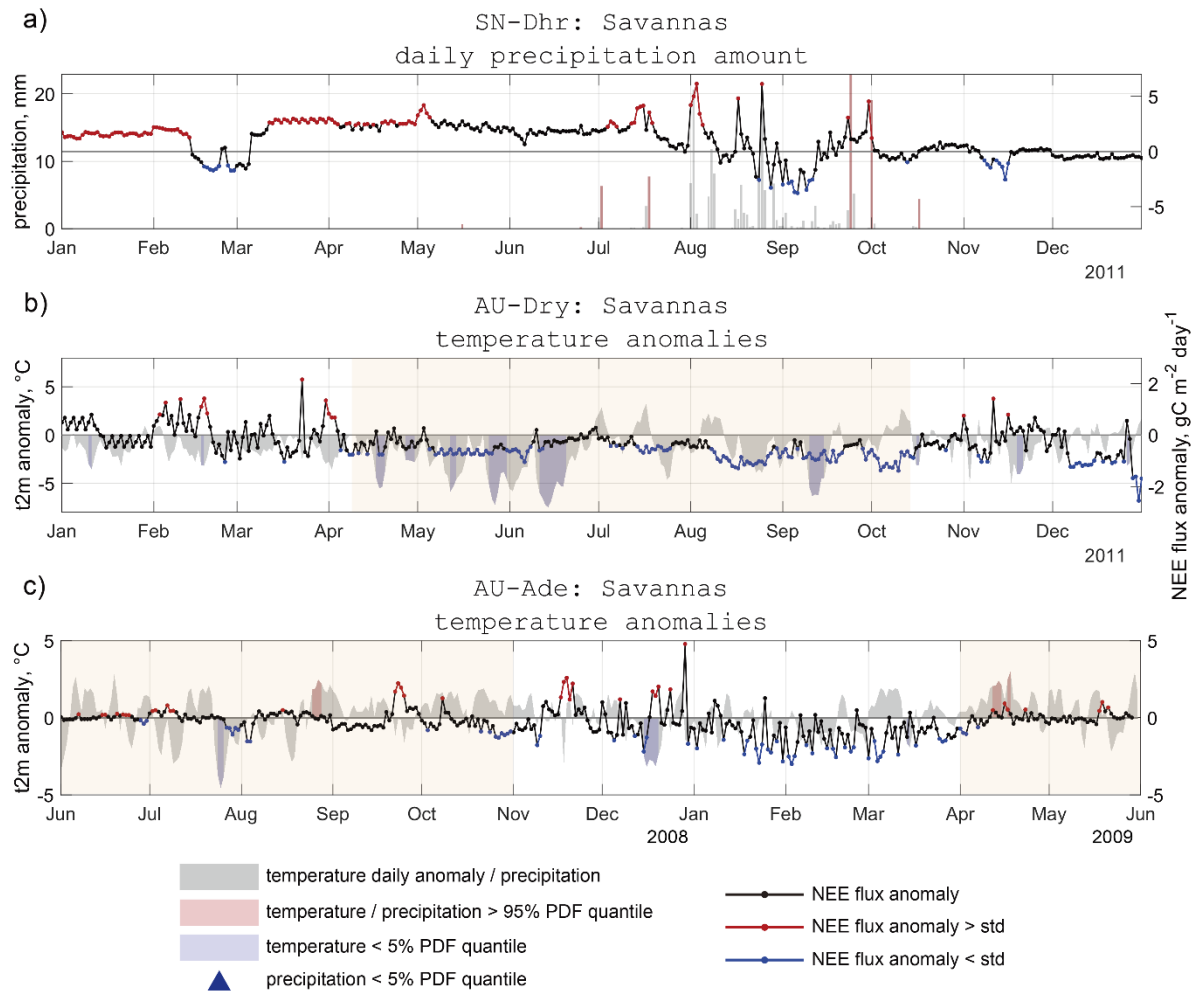 a)
SN-Dhr: Savannas
daily precipitation amount
precipitation, mm
20
10
0
5
0
-5
Jan Feb Mar Apr May Jun Jul Aug Sep Oct Nov Dec
2011
b)
AU-Dry: Savannas
temperature anomalies
t2m anomaly, °C
5
0
-5
2
0
-2
NEE flux anomaly, gC m⁻² day⁻¹
Jan Feb Mar Apr May Jun Jul Aug Sep Oct Nov Dec
2011
c)
AU-Ade: Savannas
temperature anomalies
t2m anomaly, °C
5
0
-5
5
0
-5
Jun Jul Aug Sep Oct Nov Dec Jan Feb Mar Apr May Jun
2008 2009
temperature daily anomaly / precipitation
temperature / precipitation > 95% PDF quantile
temperature < 5% PDF quantile
precipitation < 5% PDF quantile
NEE flux anomaly
NEE flux anomaly > std
NEE flux anomaly < std